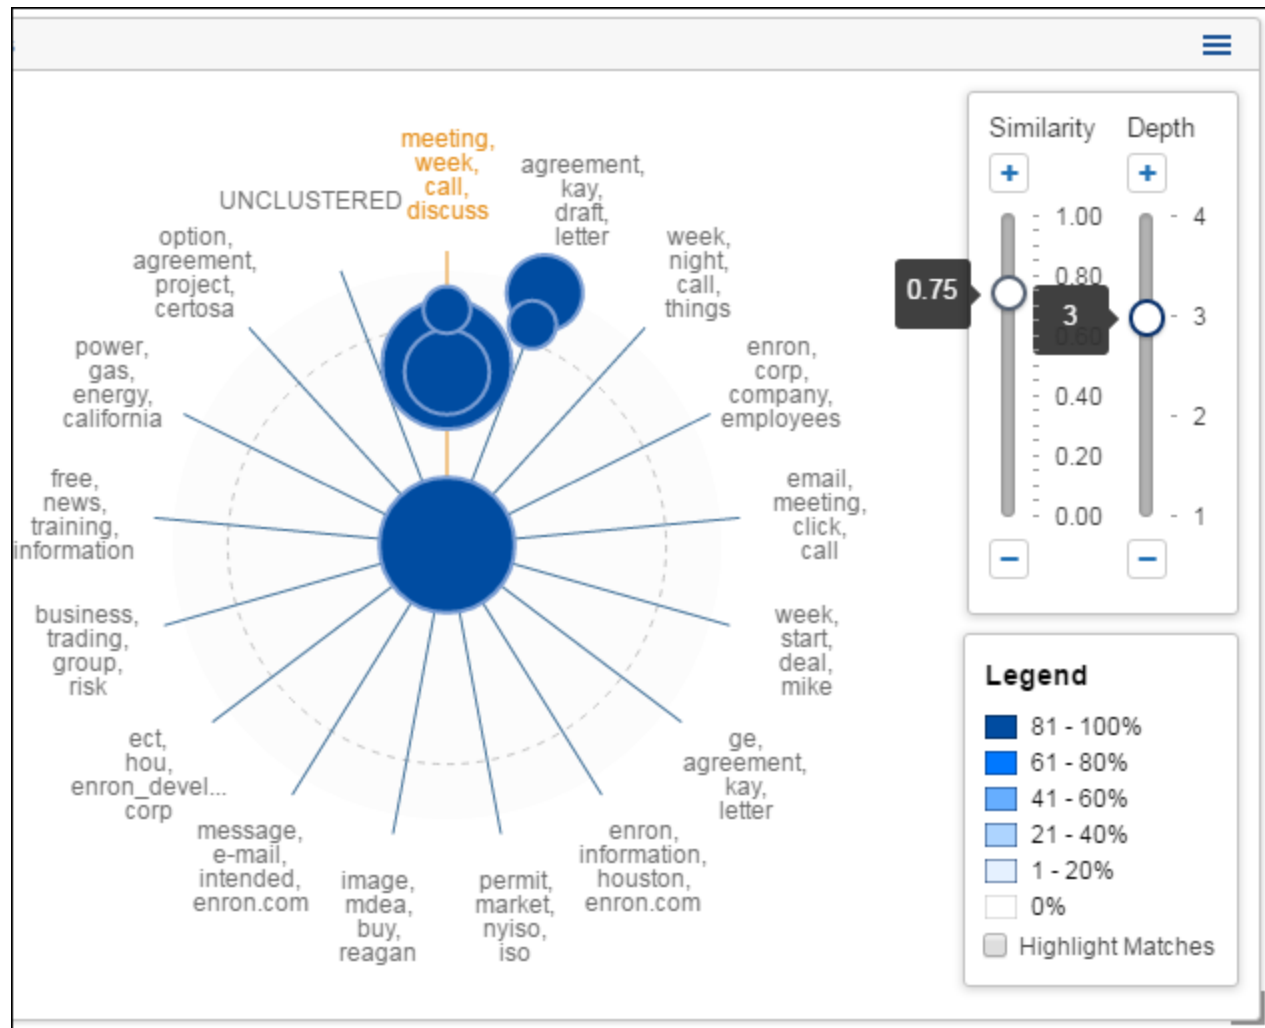 meeting,
week,
call,
discuss
agreement,
kay,
draft,
letter
week,
night,
call,
things
enron,
corp,
company,
employees
email,
meeting,
click,
call
week,
start,
deal,
mike
ge,
agreement,
kay,
letter
enron,
information,
houston,
enron.com
permit,
market,
nyiso,
iso
image,
mdea,
buy,
reagan
message,
e-mail,
intended,
enron.com
ect,
hou,
enron_devel...
corp
business,
trading,
group,
risk
free,
news,
training,
information
power,
gas,
energy,
california
option,
agreement,
project,
certosa
UNCLUSTERED
Similarity
+
1.00
0.80
0.60
0.40
0.20
0.00
−
0.75
Depth
+
4
3
2
1
−
3
Legend
81 - 100%
61 - 80%
41 - 60%
21 - 40%
1 - 20%
0%
Highlight Matches